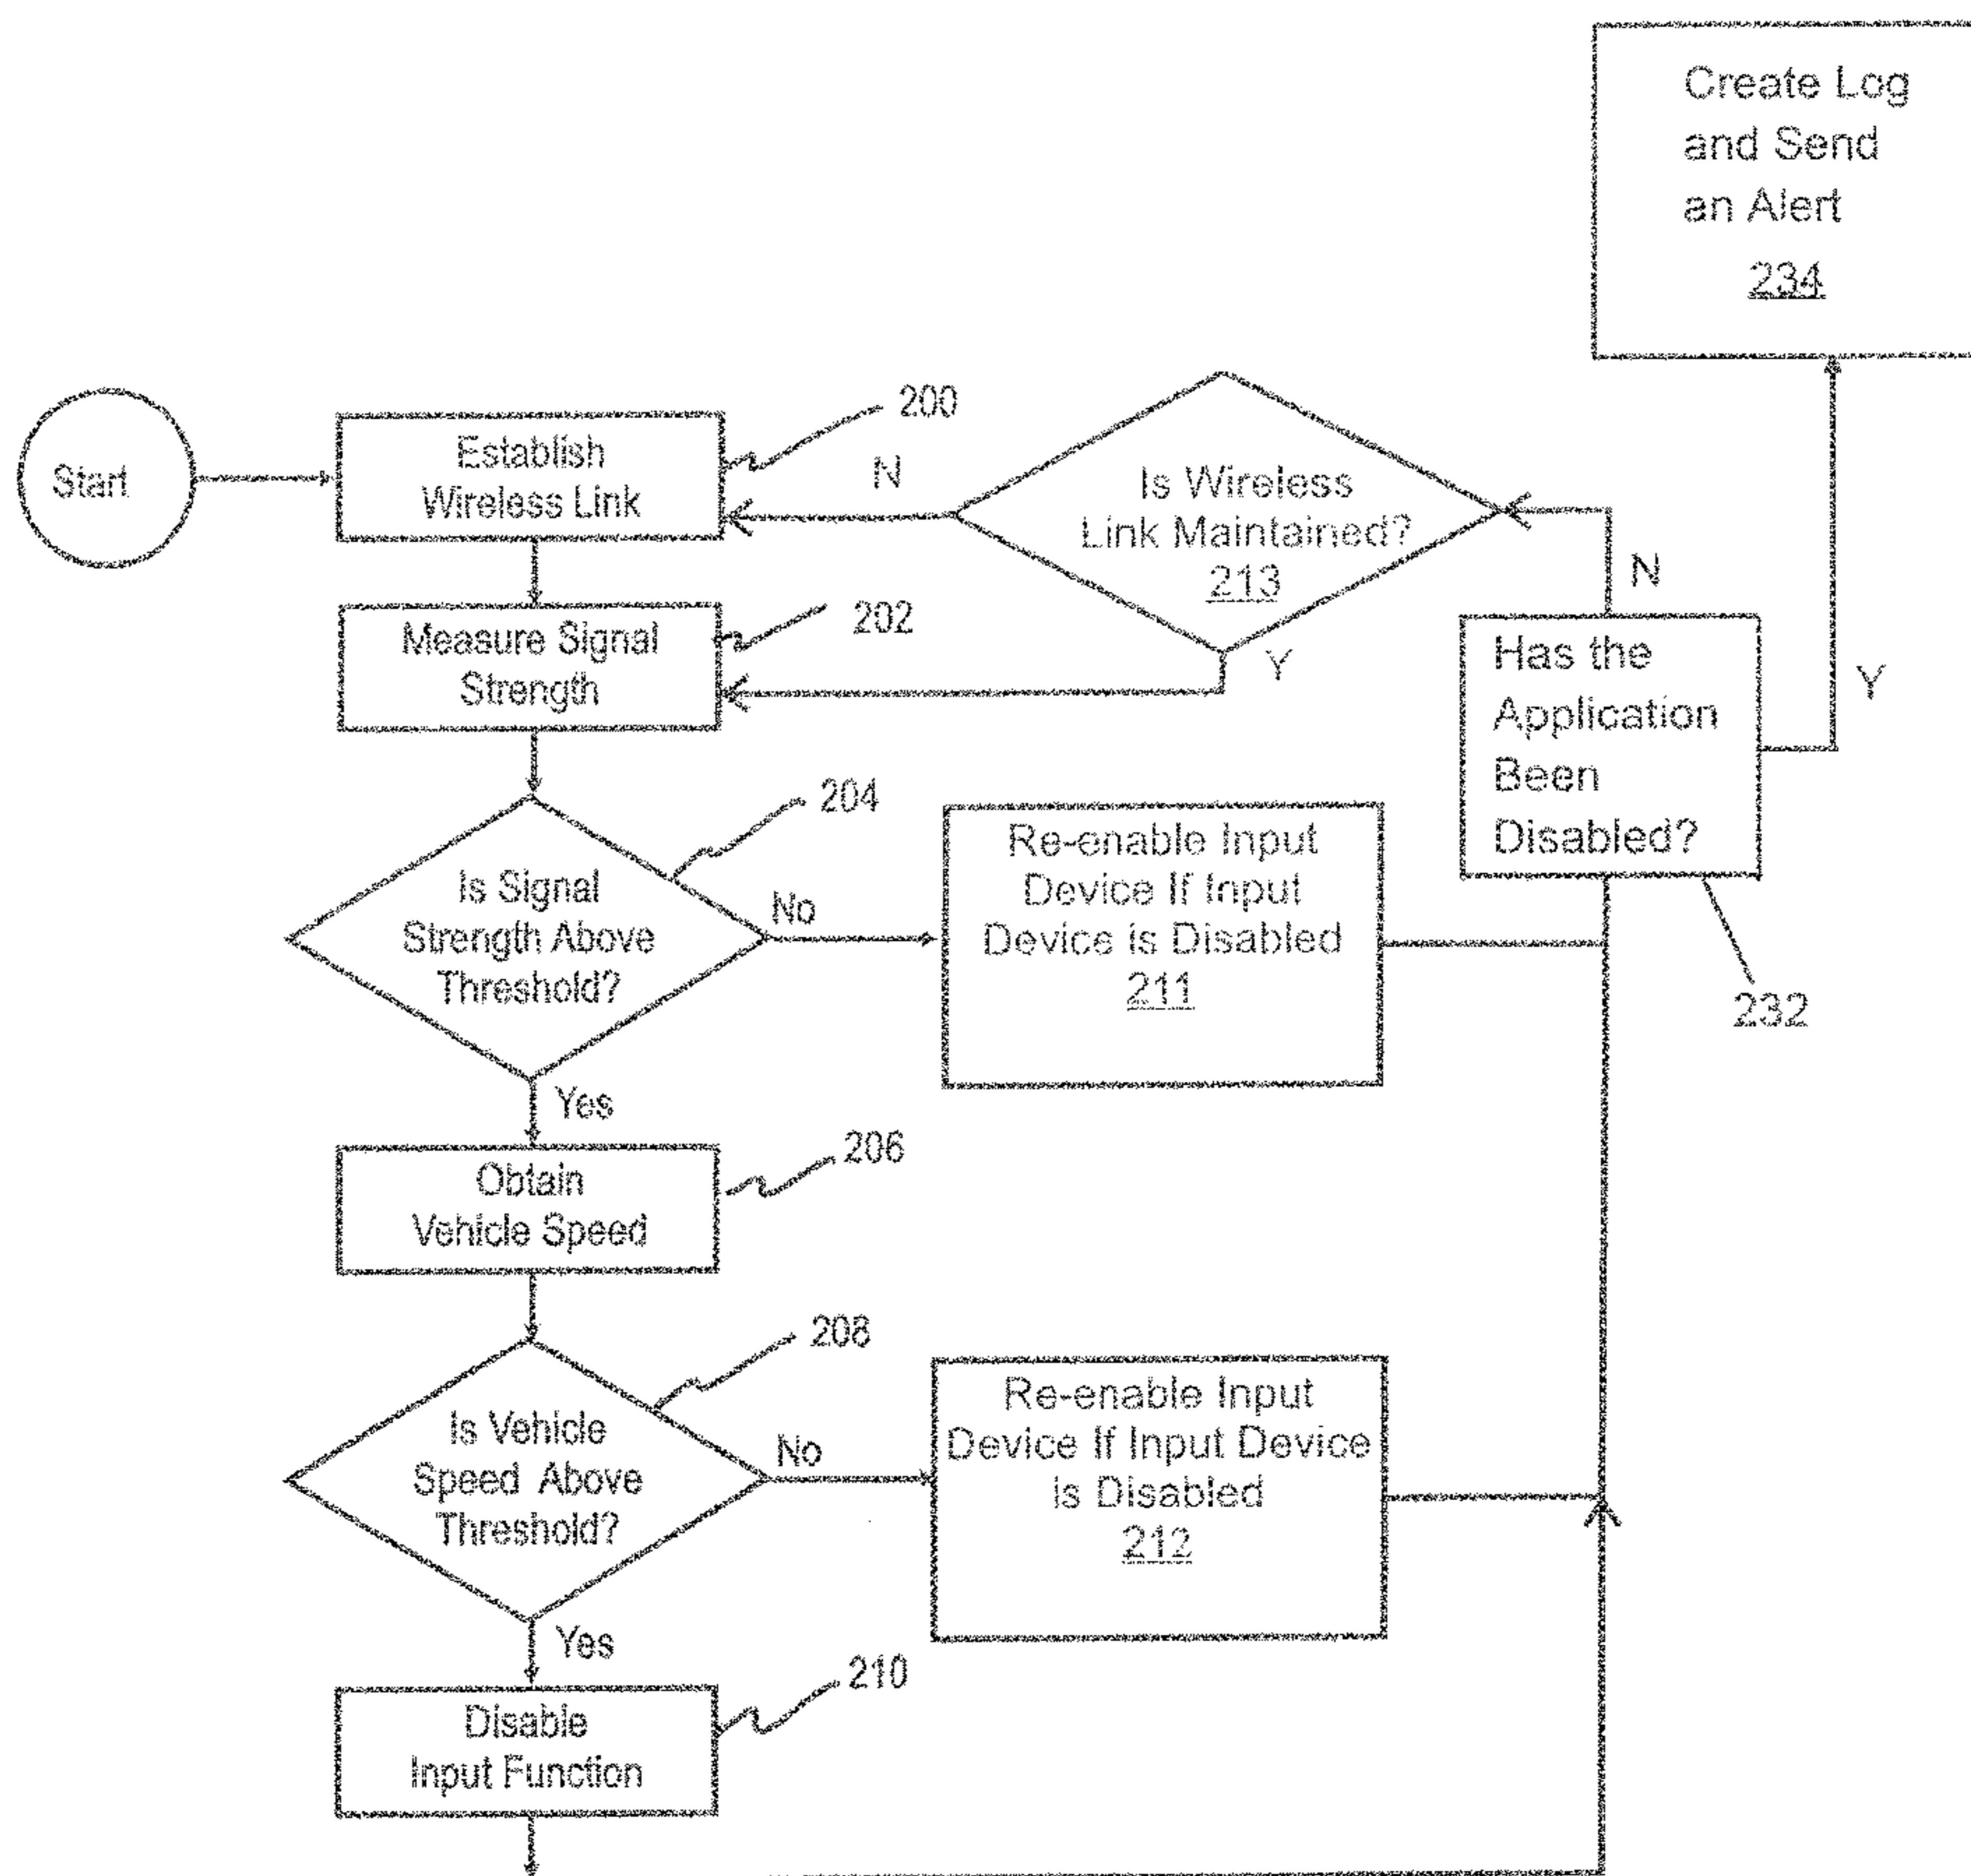 Create Log
and Send
an Alert
234
Start
Establish
Wireless Link
200
N
Is Wireless
Link Maintained?
213
Y
N
Y
Measure Signal
Strength
202
Has the
Application
Been
Disabled?
232
204
Is Signal
Strength Above
Threshold?
No
Re-enable Input
Device If Input
Device is Disabled
211
Yes
Obtain
Vehicle Speed
206
208
Is Vehicle
Speed Above
Threshold?
No
Re-enable Input
Device If Input Device
is Disabled
212
Yes
Disable
Input Function
210